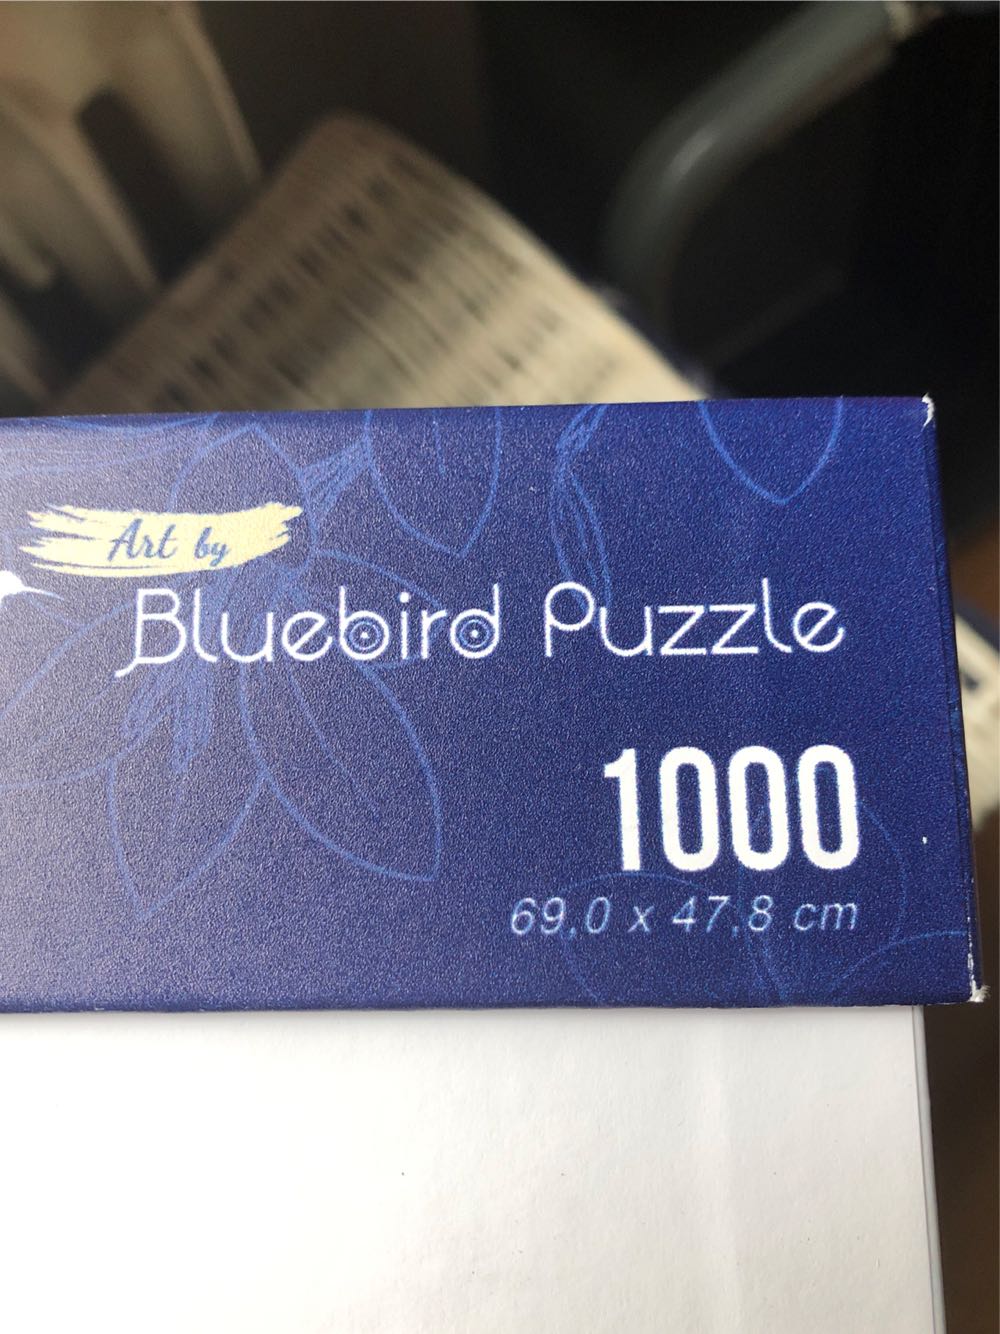 Art by
Bluebird Puzzle
1000
69,0 x 47,8 cm